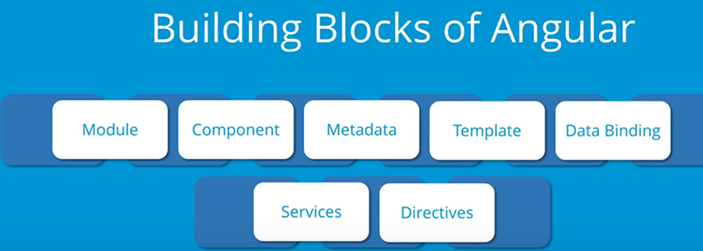 Building Blocks of Angular
Module Component Metadata Template Data Binding
Services Directives